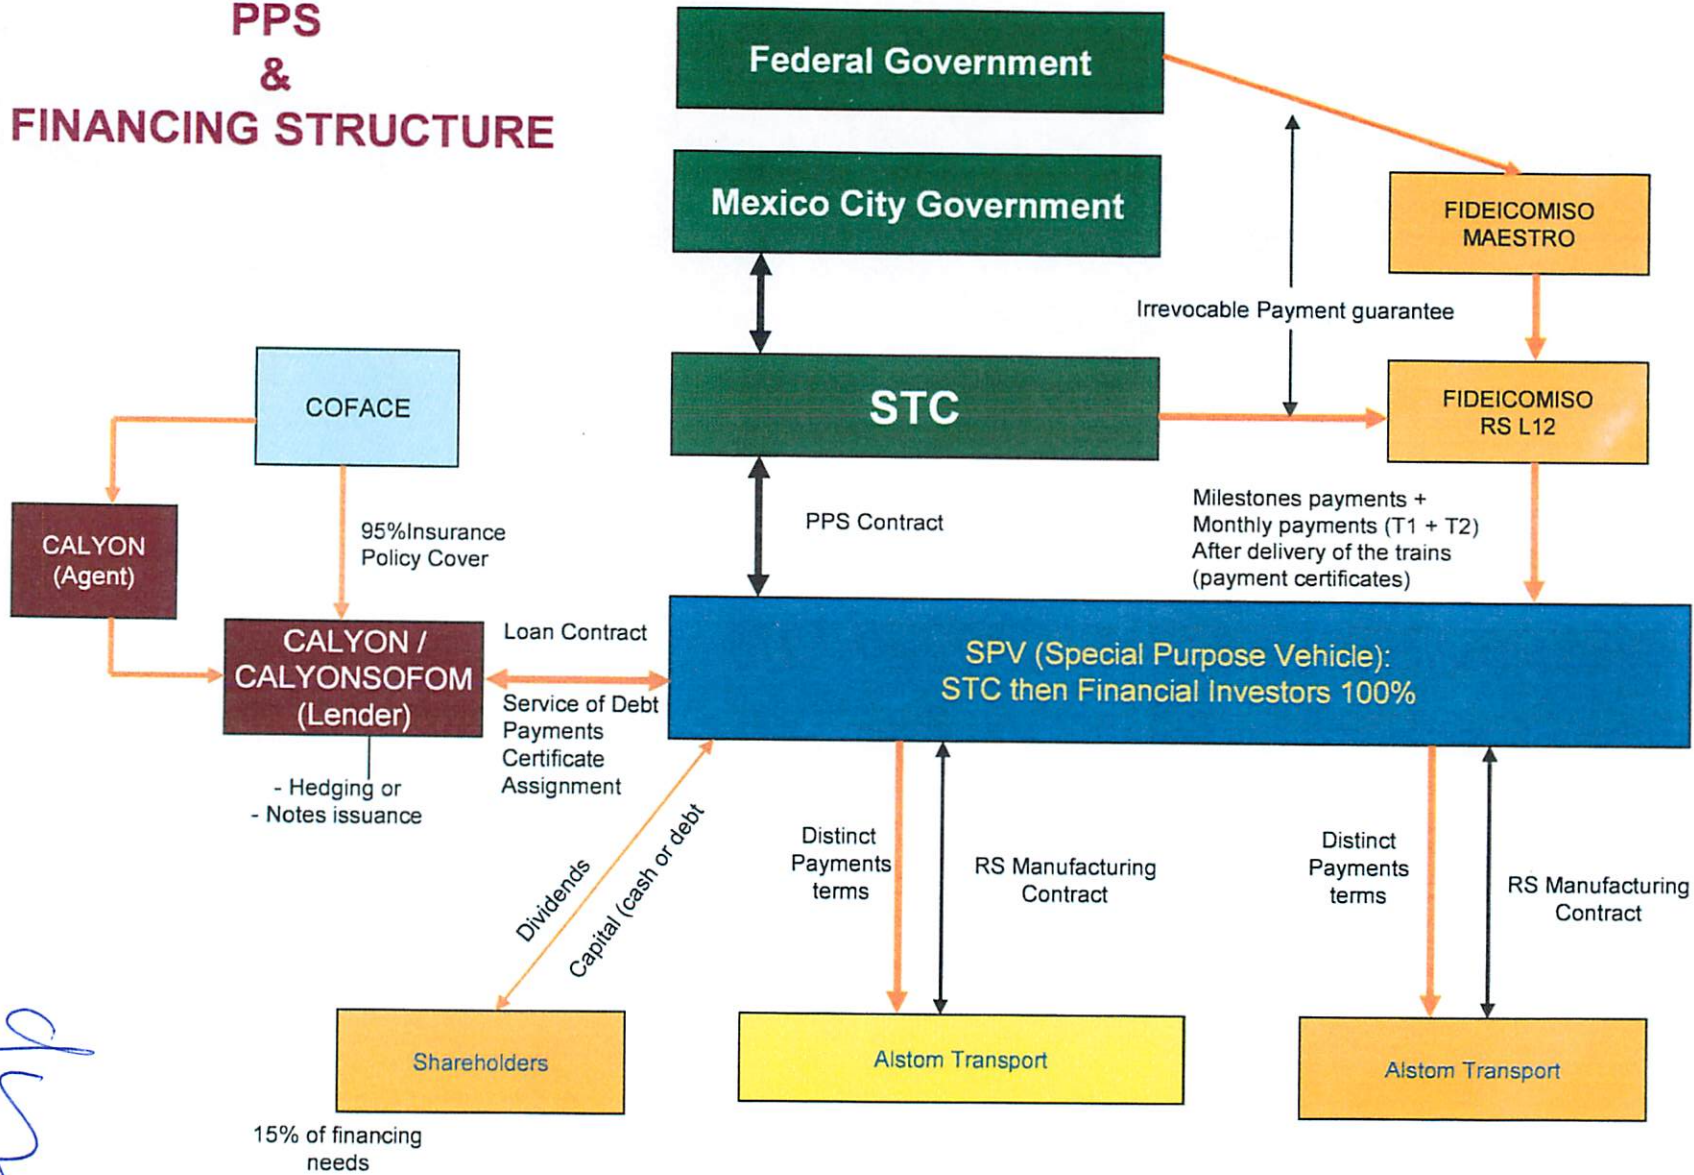 PPS
&
FINANCING STRUCTURE
Federal Government
Mexico City Government
FIDEICOMISO
MAESTRO
Irrevocable Payment guarantee
COFACE
STC
FIDEICOMISO
RS L12
CALYON
(Agent)
95%Insurance
Policy Cover
PPS Contract
Milestones payments +
Monthly payments (T1 + T2)
After delivery of the trains
(payment certificates)
CALYON /
CALYONSOFOM
(Lender)
Loan Contract
Service of Debt
Payments
Certificate
Assignment
SPV (Special Purpose Vehicle):
STC then Financial Investors 100%
- Hedging or
- Notes issuance
Dividends
Capital (cash or debt
Distinct
Payments
terms
RS Manufacturing
Contract
Distinct
Payments
terms
RS Manufacturing
Contract
Shareholders
Alstom Transport
Alstom Transport
15% of financing
needs